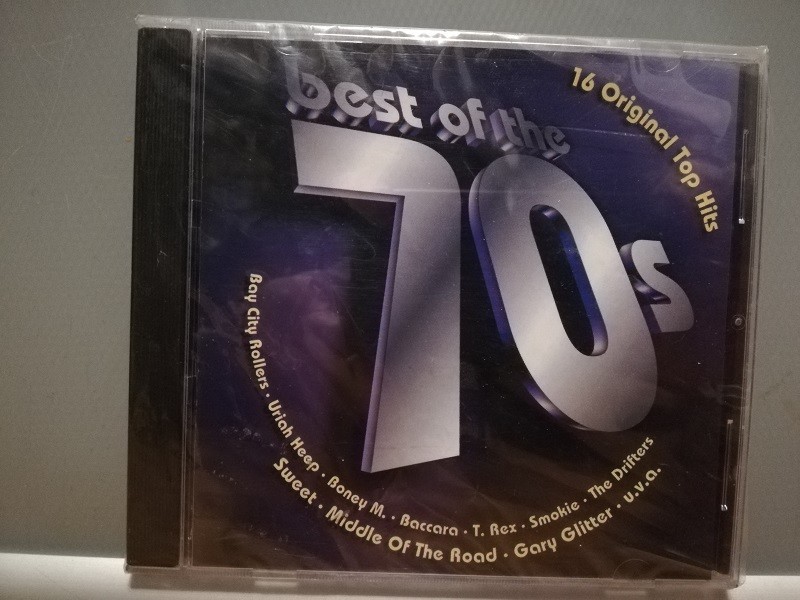 best of the
70s
16 Original Top Hits
Bay City Rollers · Uriah Heep · Boney M. · Baccara · T. Rex · Smokie · The Drifters
Sweet · Middle Of The Road · Gary Glitter · u.v.a.